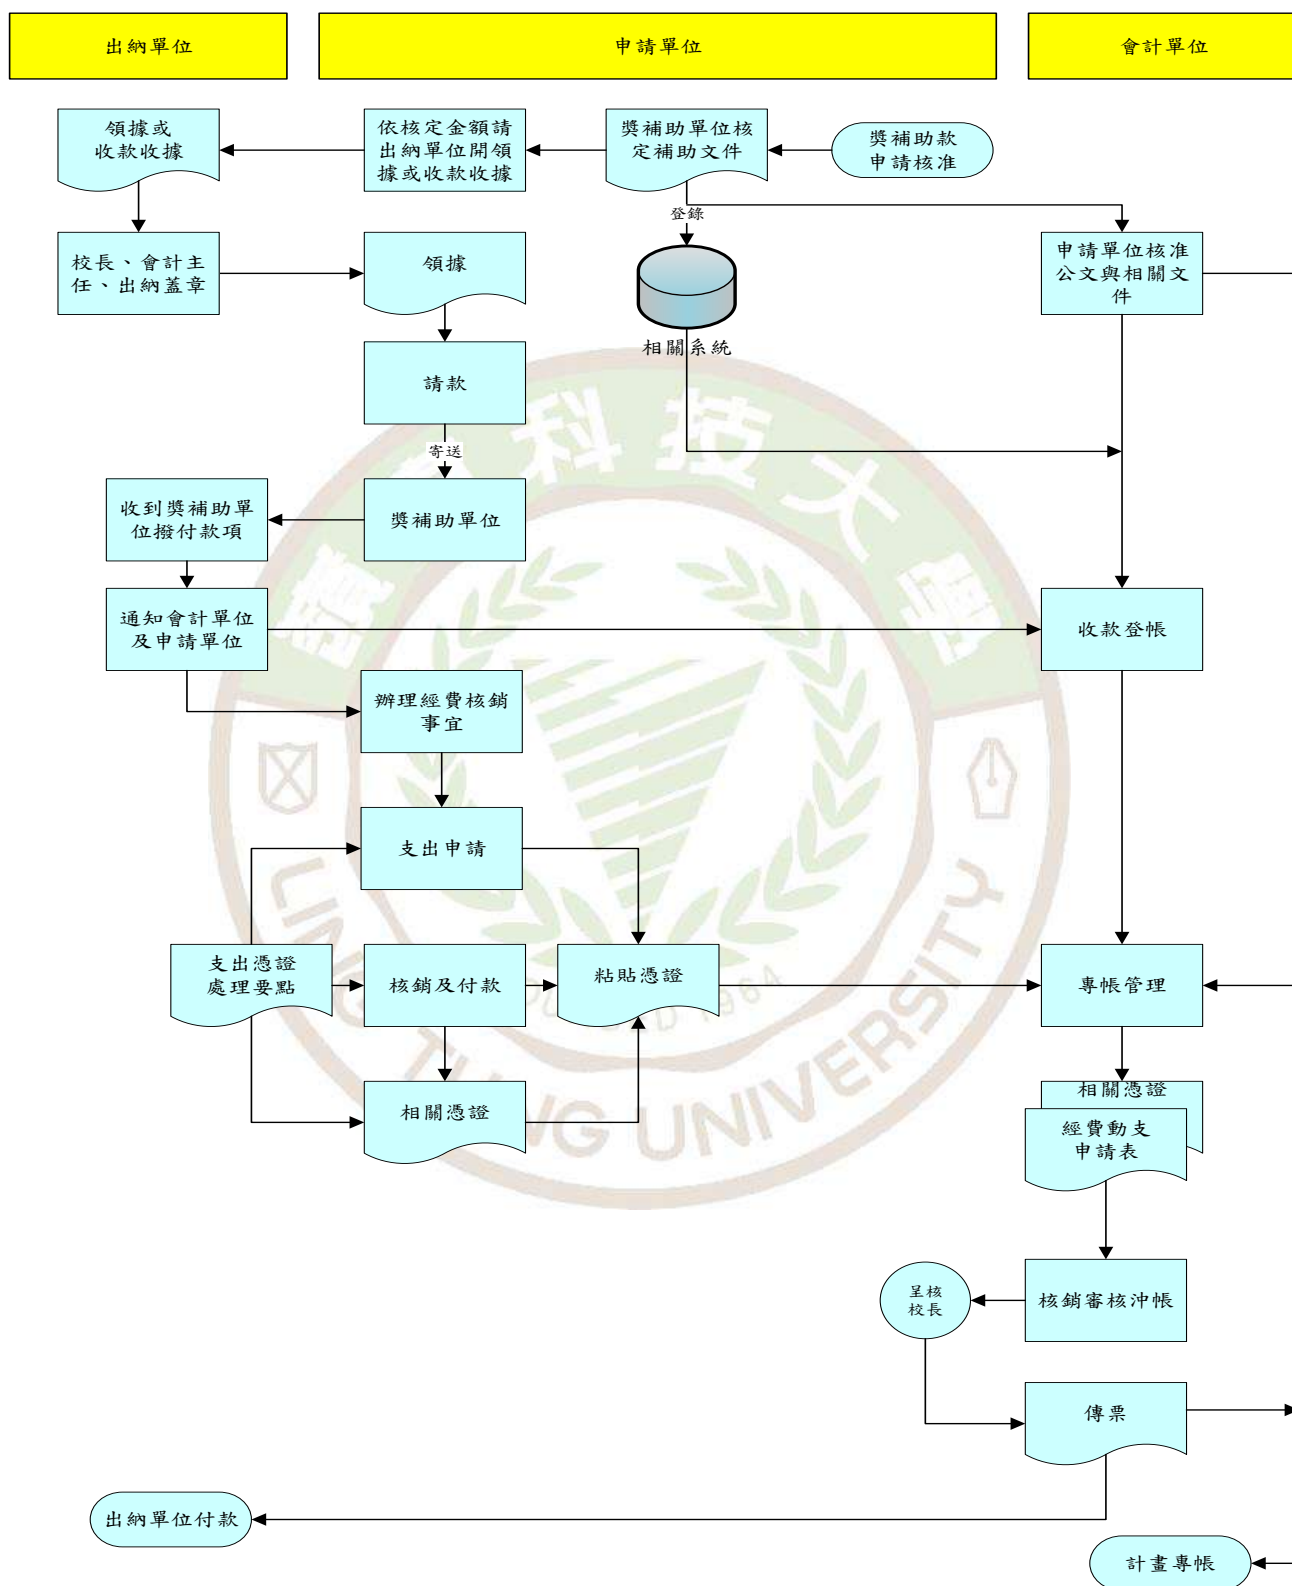 出納單位
申請單位
會計單位
領據或
收款收據
依核定金額請
出納單位開領
據或收款收據
獎補助單位核
定補助文件
獎補助款
申請核准
登錄
校長、會計主
任、出納蓋章
領據
相關系統
申請單位核准
公文與相關文
件
請款
寄送
收到獎補助單
位撥付款項
獎補助單位
通知會計單位
及申請單位
收款登帳
辦理經費核銷
事宜
支出申請
支出憑證
處理要點
核銷及付款
粘貼憑證
專帳管理
相關憑證
相關憑證
經費動支
申請表
呈核
校長
核銷審核沖帳
傳票
出納單位付款
計畫專帳
科技大學
LING TUNG UNIVERSITY
1964